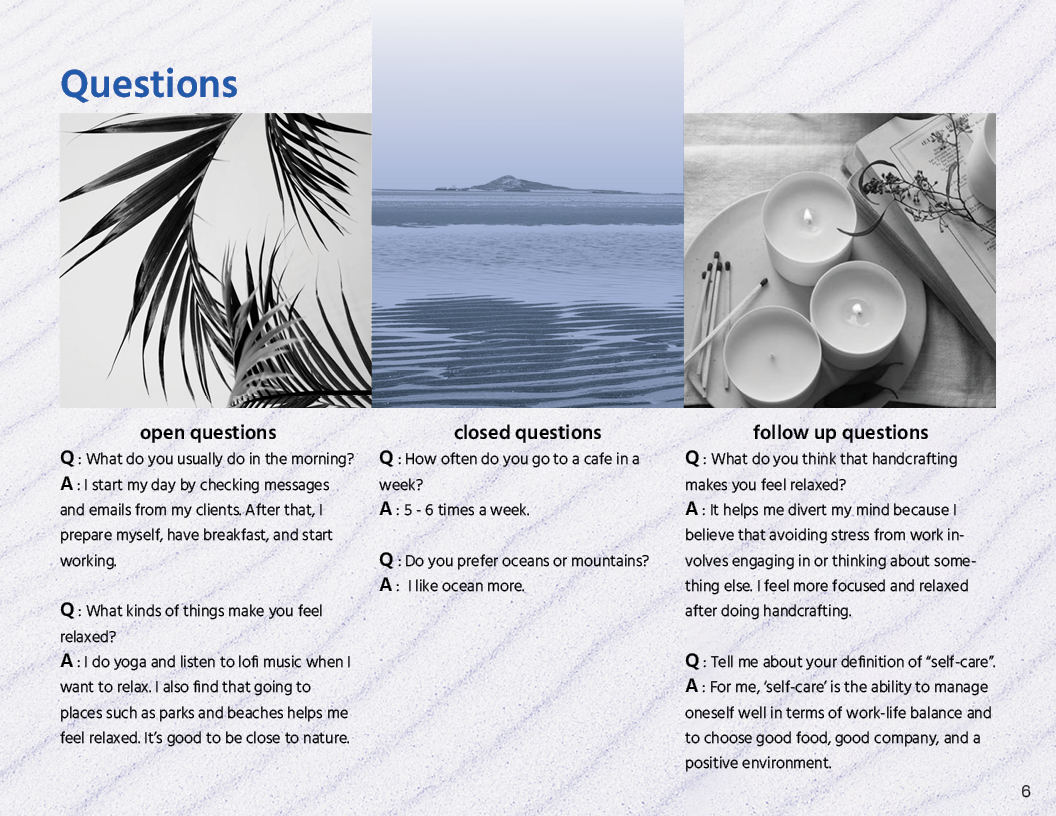 Questions
open questions
Q : What do you usually do in the morning?
A : I start my day by checking messages
and emails from my clients. After that, I
prepare myself, have breakfast, and start
working.
Q : What kinds of things make you feel
relaxed?
A : I do yoga and listen to lofi music when I
want to relax. I also find that going to
places such as parks and beaches helps me
feel relaxed. It’s good to be close to nature.
closed questions
Q : How often do you go to a cafe in a
week?
A : 5 - 6 times a week.
Q : Do you prefer oceans or mountains?
A : I like ocean more.
follow up questions
Q : What do you think that handcrafting
makes you feel relaxed?
A : It helps me divert my mind because I
believe that avoiding stress from work in-
volves engaging in or thinking about some-
thing else. I feel more focused and relaxed
after doing handcrafting.
Q : Tell me about your definition of “self-care”.
A : For me, ‘self-care’ is the ability to manage
oneself well in terms of work-life balance and
to choose good food, good company, and a
positive environment.
6